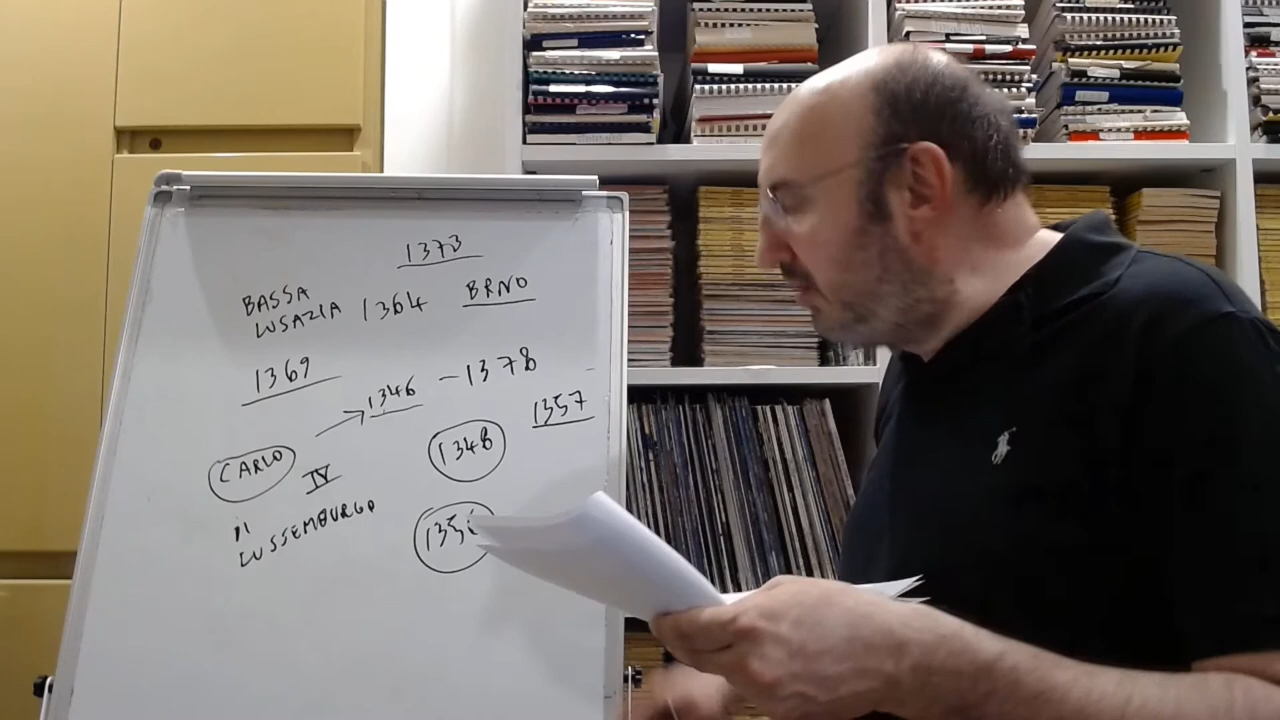 1373
BASSA
LUSAZIA 1364 BRNO
1369
1346 - 1378
1357
CARLO IV
1348
di
LUSSEMBURGO